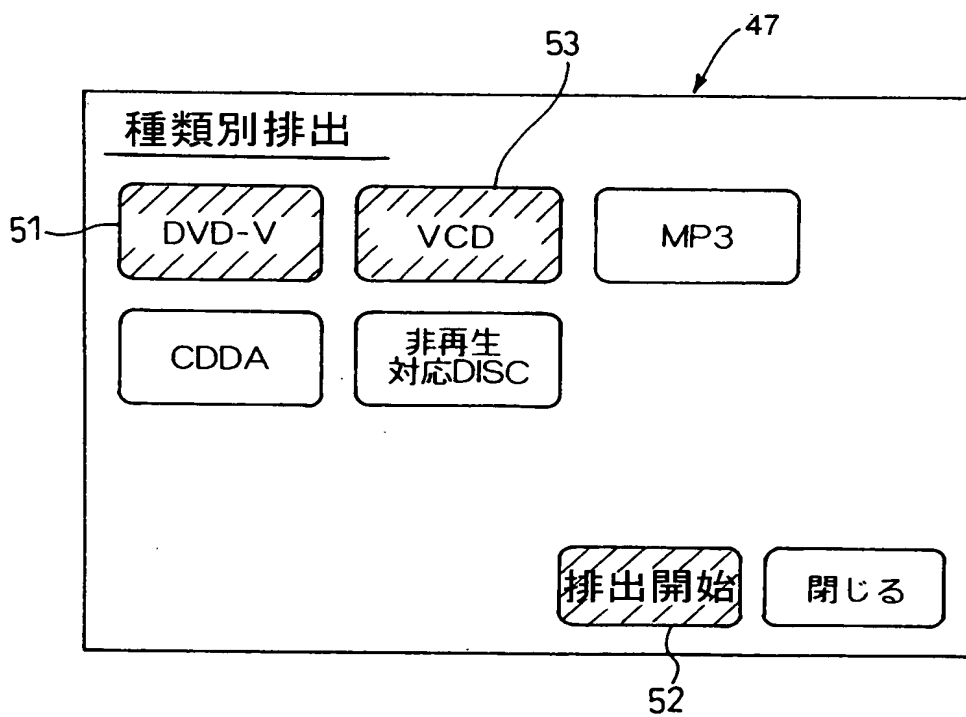 47
53
種類別排出
51
DVD-V
VCD
MP3
CDDA
非再生
対応DISC
排出開始
閉じる
52